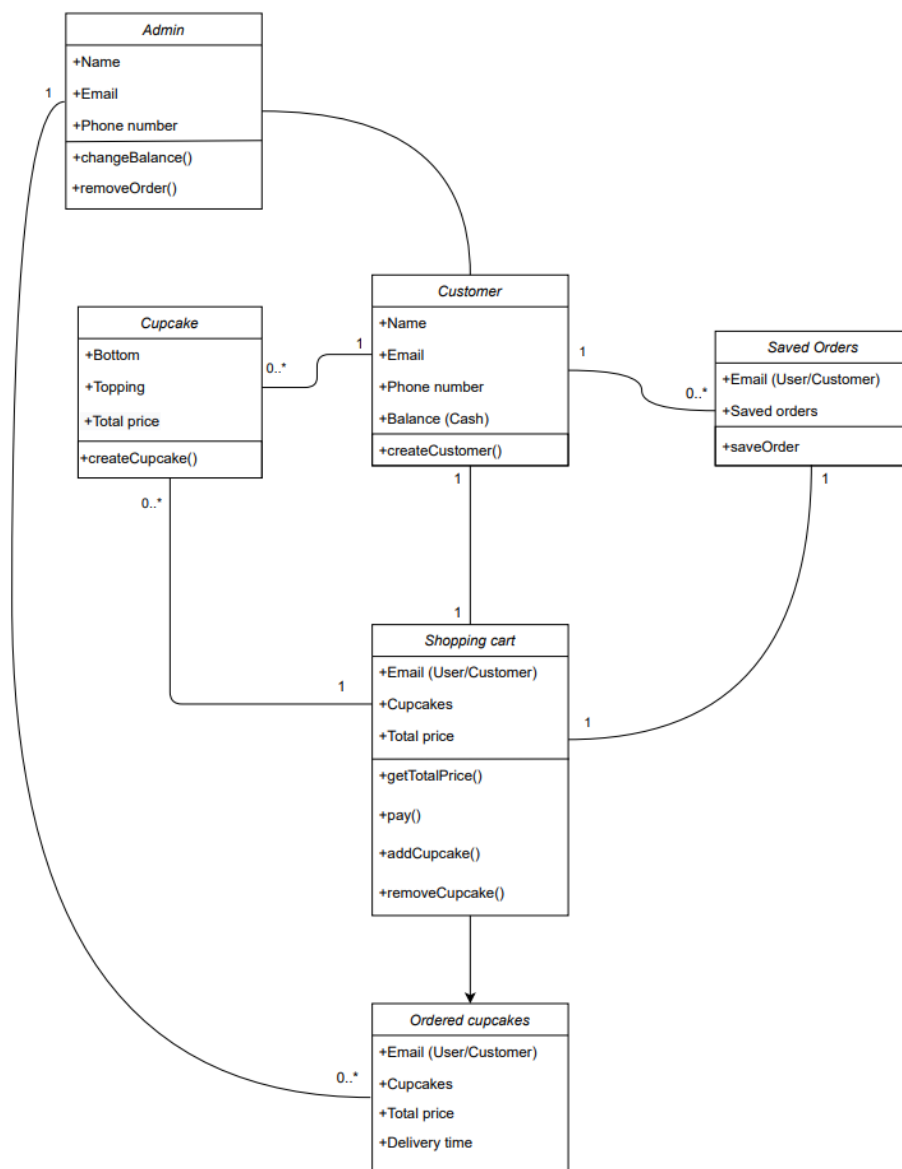 Admin
+Name
+Email
+Phone number
+changeBalance()
+removeOrder()
1
Customer
+Name
+Email
+Phone number
+Balance (Cash)
+createCustomer()
Cupcake
+Bottom
+Topping
+Total price
+createCupcake()
0..*
1
1
0..*
Saved Orders
+Email (User/Customer)
+Saved orders
+saveOrder
0..*
1
1
1
1
1
Shopping cart
+Email (User/Customer)
+Cupcakes
+Total price
+getTotalPrice()
+pay()
+addCupcake()
+removeCupcake()
0..*
Ordered cupcakes
+Email (User/Customer)
+Cupcakes
+Total price
+Delivery time